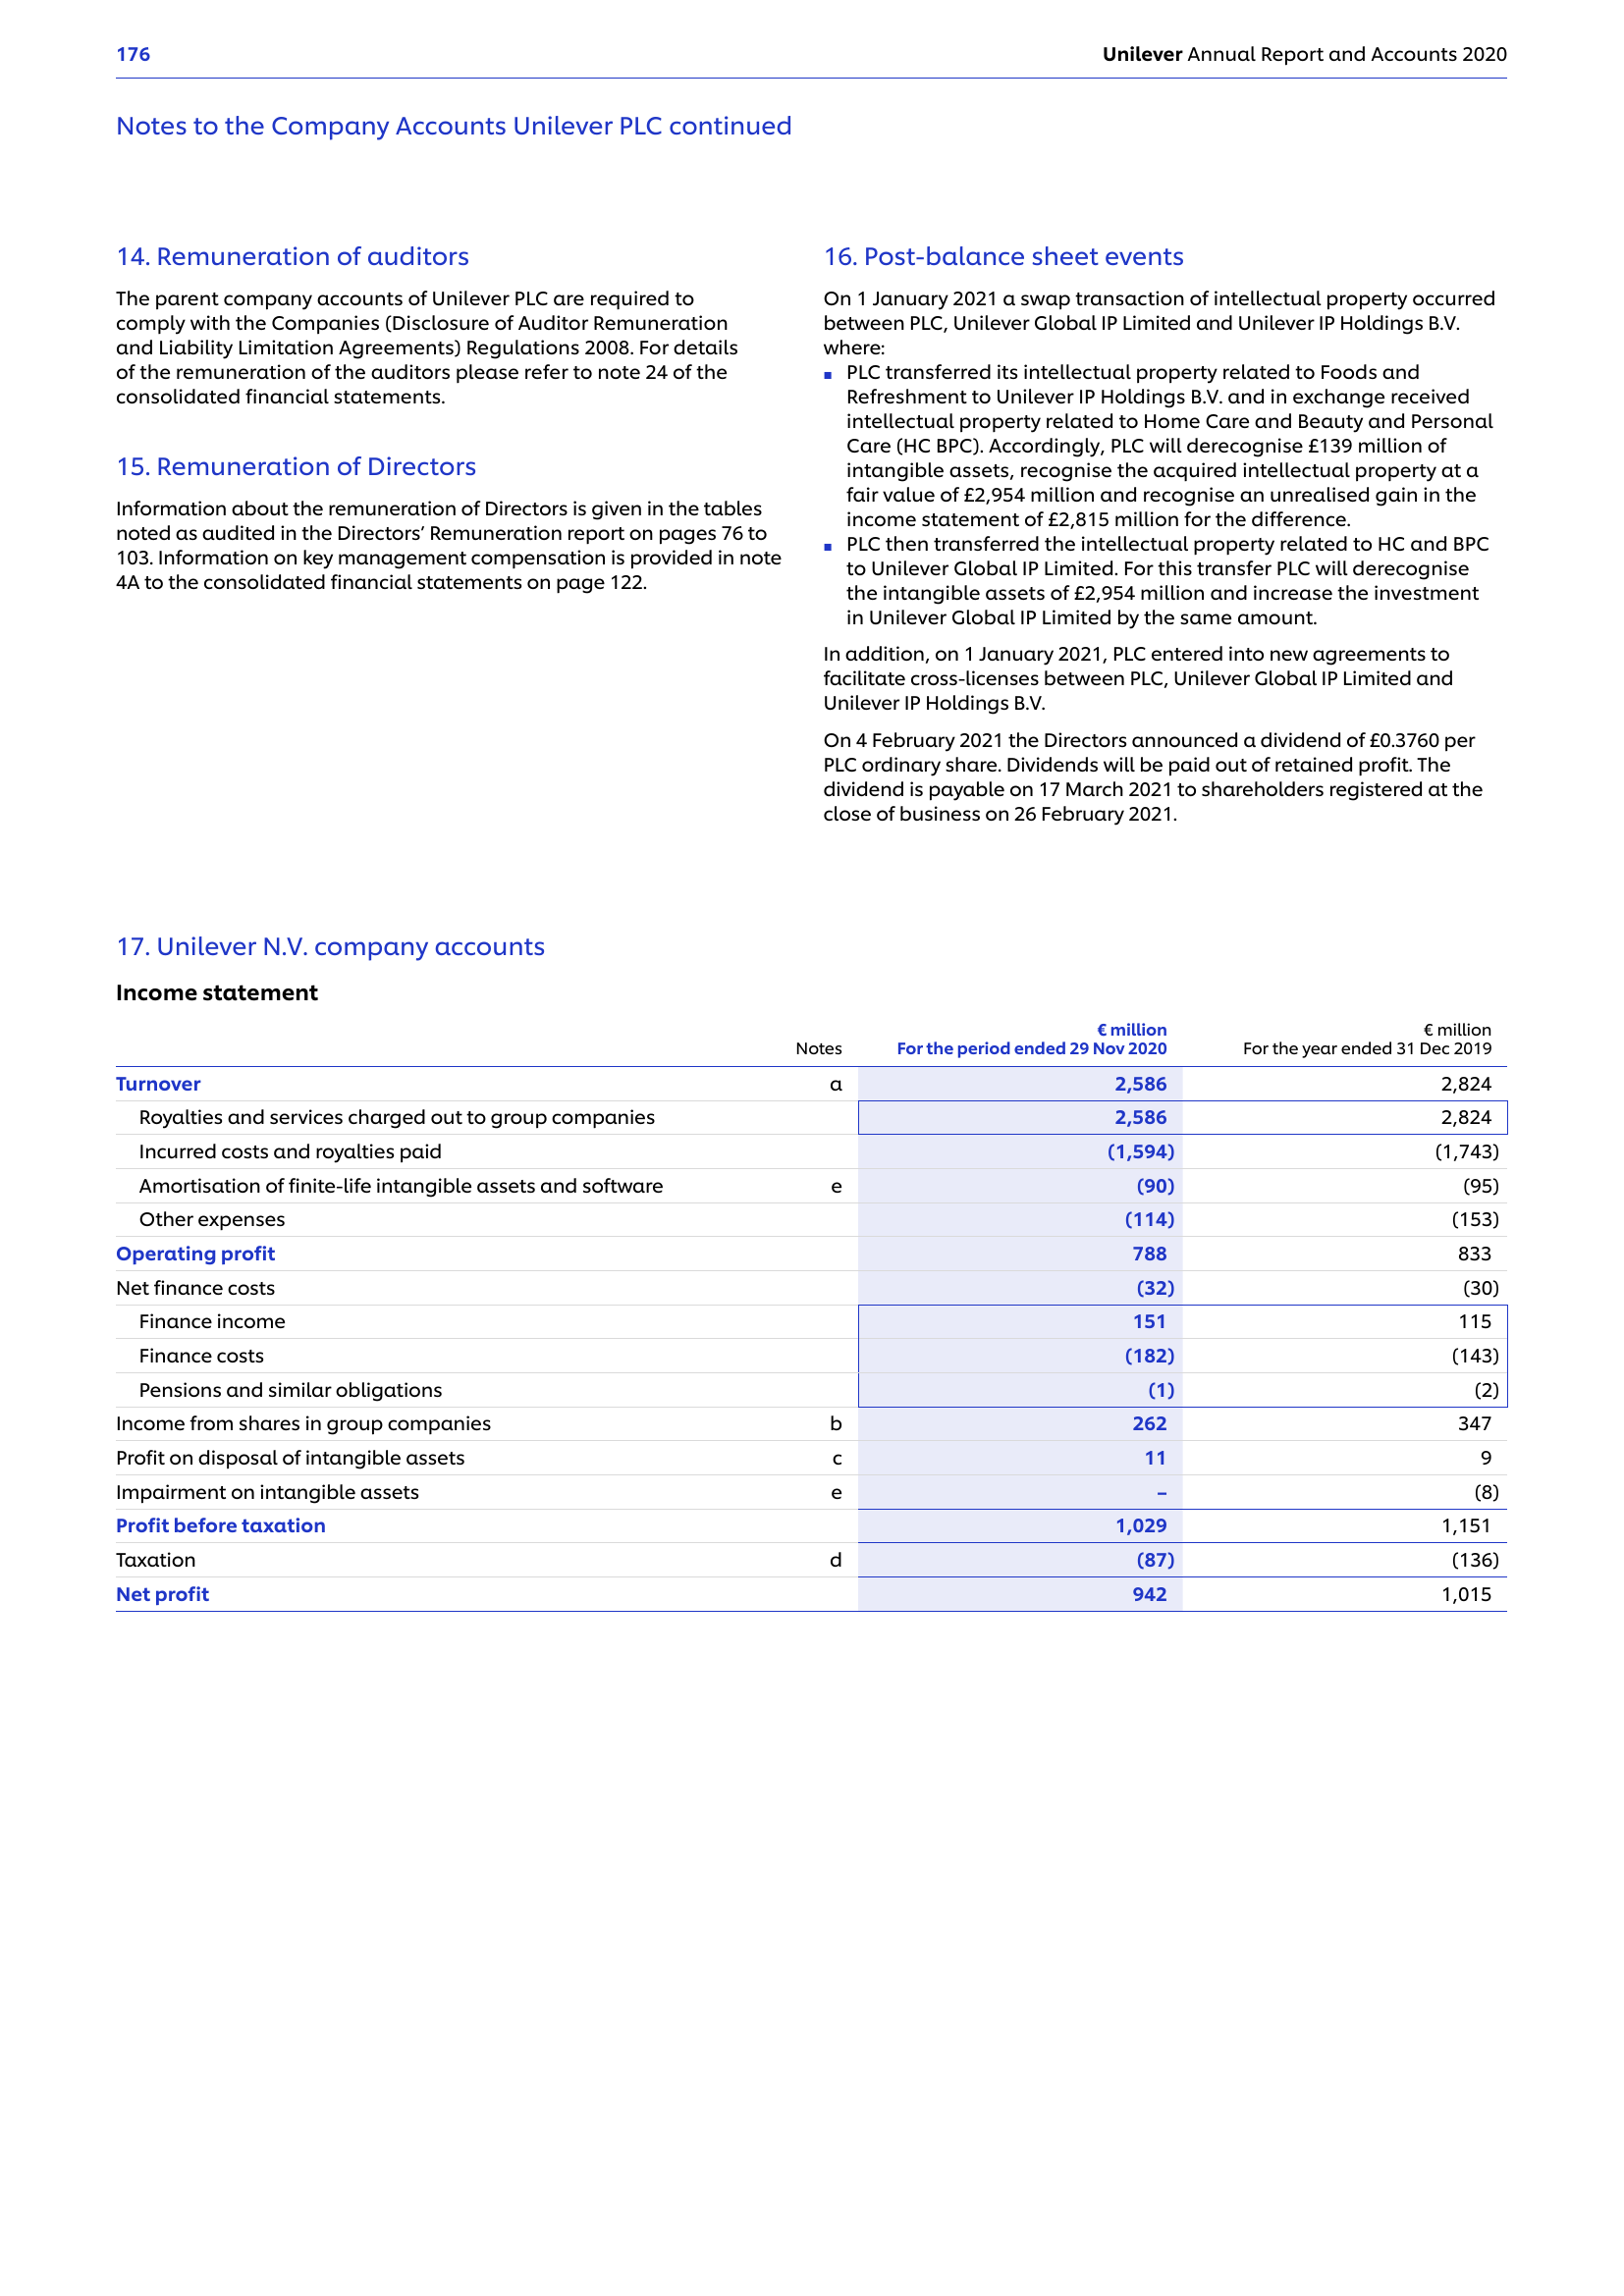 176
Unilever Annual Report and Accounts 2020
Notes to the Company Accounts Unilever PLC continued
14. Remuneration of auditors
The parent company accounts of Unilever PLC are required to
comply with the Companies (Disclosure of Auditor Remuneration
and Liability Limitation Agreements) Regulations 2008. For details
of the remuneration of the auditors please refer to note 24 of the
consolidated financial statements.
15. Remuneration of Directors
Information about the remuneration of Directors is given in the tables
noted as audited in the Directors’ Remuneration report on pages 76 to
103. Information on key management compensation is provided in note
4A to the consolidated financial statements on page 122.
16. Post-balance sheet events
On 1 January 2021 a swap transaction of intellectual property occurred
between PLC, Unilever Global IP Limited and Unilever IP Holdings B.V.
where:
▪ PLC transferred its intellectual property related to Foods and
Refreshment to Unilever IP Holdings B.V. and in exchange received
intellectual property related to Home Care and Beauty and Personal
Care (HC BPC). Accordingly, PLC will derecognise £139 million of
intangible assets, recognise the acquired intellectual property at a
fair value of £2,954 million and recognise an unrealised gain in the
income statement of £2,815 million for the difference.
▪ PLC then transferred the intellectual property related to HC and BPC
to Unilever Global IP Limited. For this transfer PLC will derecognise
the intangible assets of £2,954 million and increase the investment
in Unilever Global IP Limited by the same amount.
In addition, on 1 January 2021, PLC entered into new agreements to
facilitate cross-licenses between PLC, Unilever Global IP Limited and
Unilever IP Holdings B.V.
On 4 February 2021 the Directors announced a dividend of £0.3760 per
PLC ordinary share. Dividends will be paid out of retained profit. The
dividend is payable on 17 March 2021 to shareholders registered at the
close of business on 26 February 2021.
17. Unilever N.V. company accounts
Income statement
€ million € million
Notes For the period ended 29 Nov 2020 For the year ended 31 Dec 2019
Turnover a 2,586 2,824
Royalties and services charged out to group companies 2,586 2,824
Incurred costs and royalties paid (1,594) (1,743)
Amortisation of finite-life intangible assets and software e (90) (95)
Other expenses (114) (153)
Operating profit 788 833
Net finance costs (32) (30)
Finance income 151 115
Finance costs (182) (143)
Pensions and similar obligations (1) (2)
Income from shares in group companies b 262 347
Profit on disposal of intangible assets c 11 9
Impairment on intangible assets e – (8)
Profit before taxation 1,029 1,151
Taxation d (87) (136)
Net profit 942 1,015